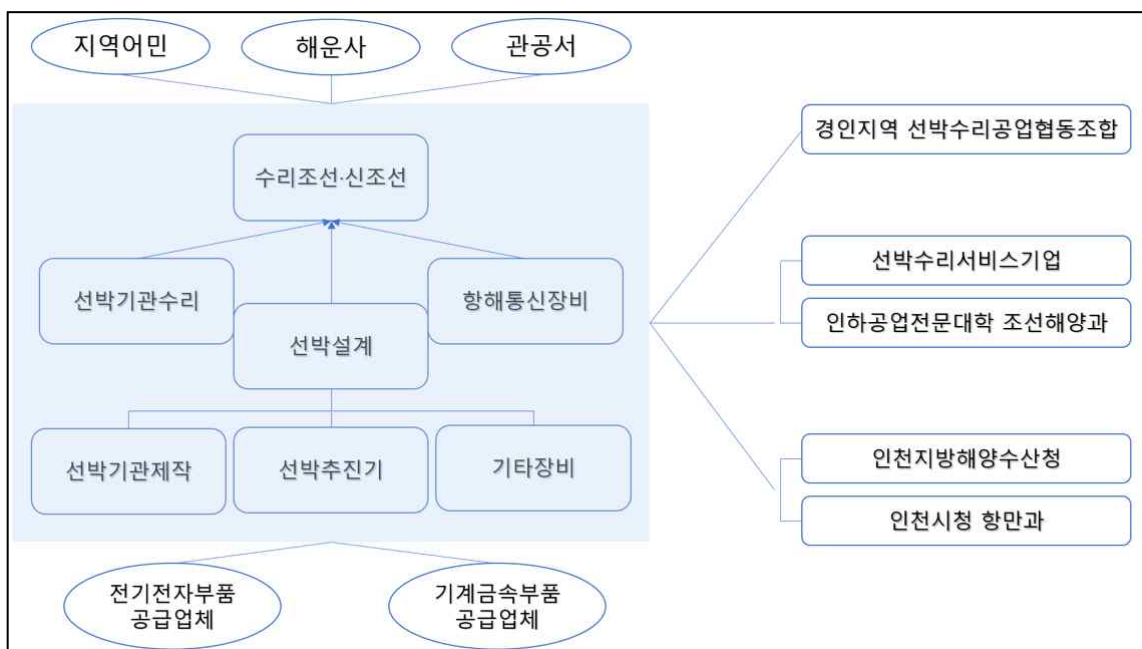 지역어민
해운사
관공서
수리조선·신조선
선박기관수리
항해통신장비
선박설계
선박기관제작
선박추진기
기타장비
전기전자부품
공급업체
기계금속부품
공급업체
경인지역 선박수리공업협동조합
선박수리서비스기업
인하공업전문대학 조선해양과
인천지방해양수산청
인천시청 항만과